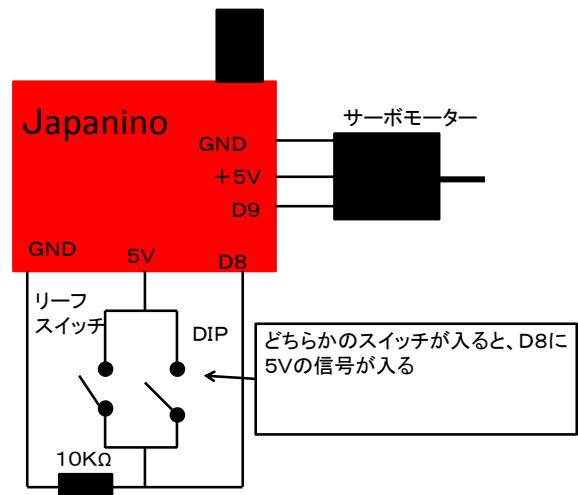 Japanino
サーボモーター
GND
＋5V
D9
GND
5V
D8
リーフ
スイッチ
DIP
どちらかのスイッチが入ると、D8に
5Vの信号が入る
10KΩ